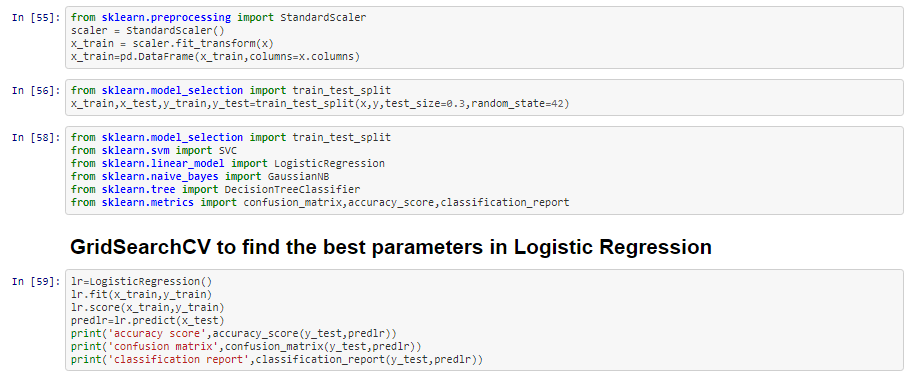 In [55]: from sklearn.preprocessing import StandardScaler
scaler = StandardScaler()
x_train = scaler.fit_transform(x)
x_train=pd.DataFrame(x_train,columns=x.columns)
In [56]: from sklearn.model_selection import train_test_split
x_train,x_test,y_train,y_test=train_test_split(x,y,test_size=0.3,random_state=42)
In [58]: from sklearn.model_selection import train_test_split
from sklearn.svm import SVC
from sklearn.linear_model import LogisticRegression
from sklearn.naive_bayes import GaussianNB
from sklearn.tree import DecisionTreeClassifier
from sklearn.metrics import confusion_matrix,accuracy_score,classification_report
GridSearchCV to find the best parameters in Logistic Regression
In [59]: lr=LogisticRegression()
lr.fit(x_train,y_train)
lr.score(x_train,y_train)
predlr=lr.predict(x_test)
print('accuracy score',accuracy_score(y_test,predlr))
print('confusion matrix',confusion_matrix(y_test,predlr))
print('classification report',classification_report(y_test,predlr))